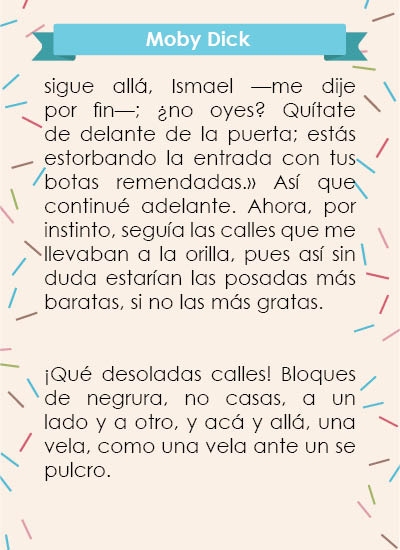 Moby Dick
sigue allá, Ismael —me dije
por fin—; ¿no oyes? Quítate
de delante de la puerta; estás
estorbando la entrada con tus
botas remendadas.» Así que
continué adelante. Ahora, por
instinto, seguía las calles que me
llevaban a la orilla, pues así sin
duda estarían las posadas más
baratas, si no las más gratas.
¡Qué desoladas calles! Bloques
de negrura, no casas, a un
lado y a otro, y acá y allá, una
vela, como una vela ante un se
pulcro.